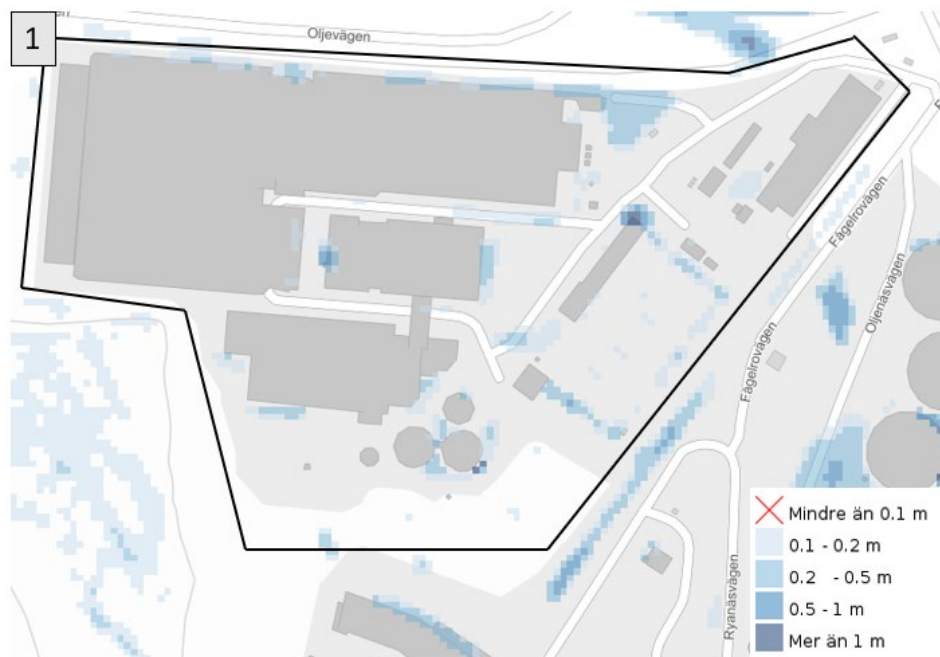 1
Oljevägen
Fågelrovägen
Oljenäsvägen
Fågelrovägen
Ryanäsvägen
Mindre än 0.1 m
0.1 - 0.2 m
0.2 - 0.5 m
0.5 - 1 m
Mer än 1 m